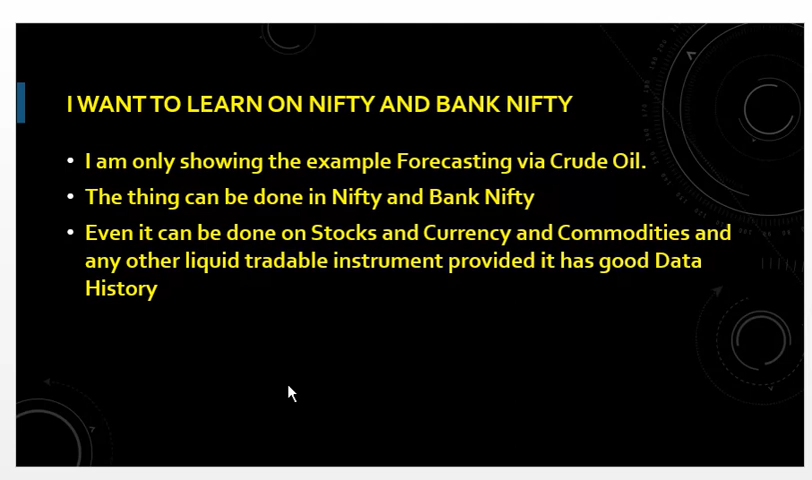 I WANT TO LEARN ON NIFTY AND BANK NIFTY
• I am only showing the example Forecasting via Crude Oil.
• The thing can be done in Nifty and Bank Nifty
• Even it can be done on Stocks and Currency and Commodities and
any other liquid tradable instrument provided it has good Data
History